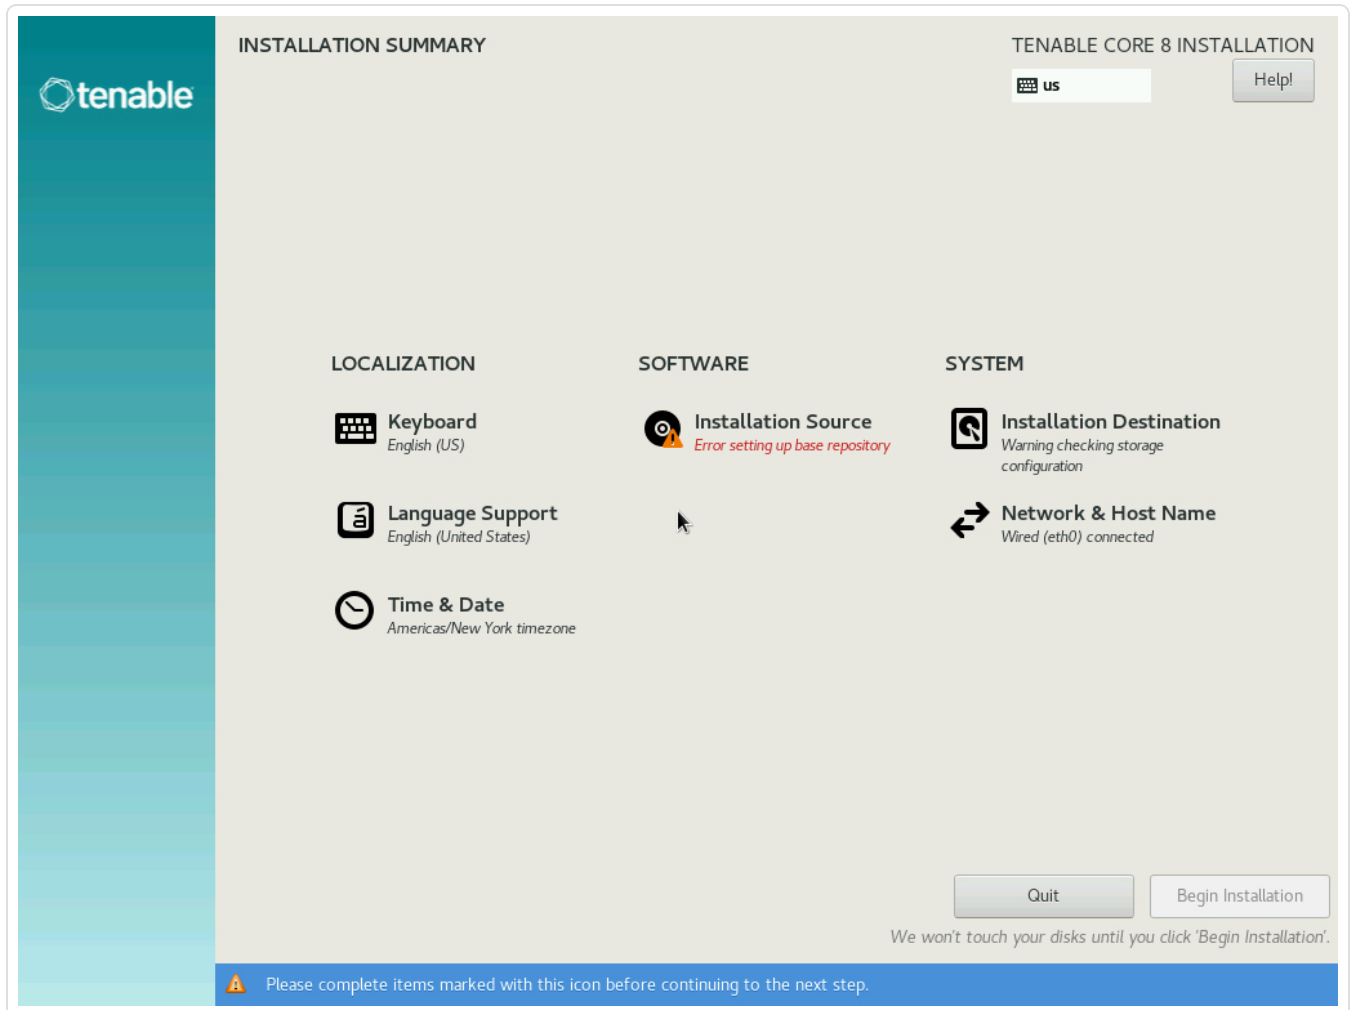 INSTALLATION SUMMARY
TENABLE CORE 8 INSTALLATION
tenable
us
Help!
LOCALIZATION
Keyboard
English (US)
Language Support
English (United States)
Time & Date
Americas/New York timezone
SOFTWARE
Installation Source
Error setting up base repository
SYSTEM
Installation Destination
Warning checking storage
configuration
Network & Host Name
Wired (eth0) connected
Quit
Begin Installation
We won't touch your disks until you click 'Begin Installation'.
Please complete items marked with this icon before continuing to the next step.